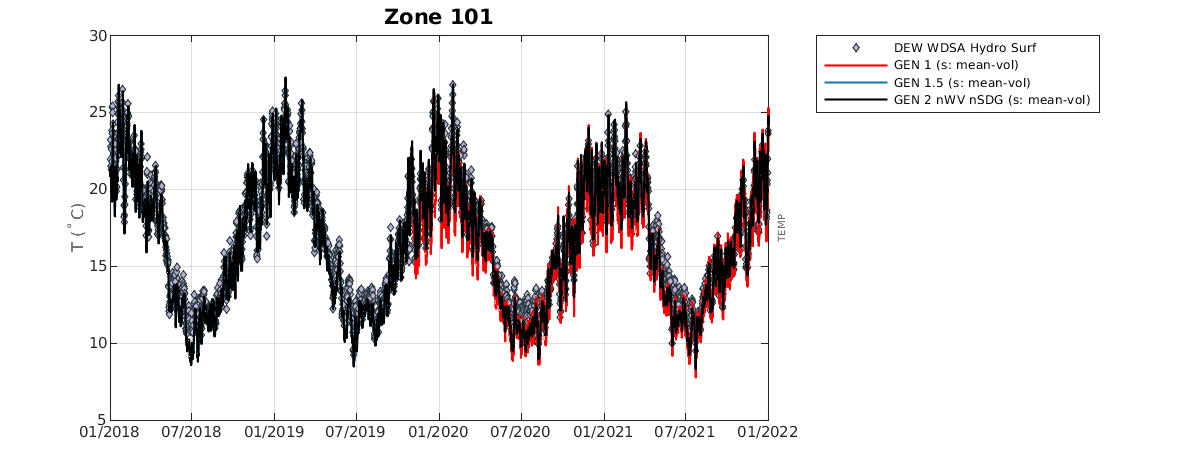 Zone 101
30
25
20
15
10
5
T (°C)
01/2018 07/2018 01/2019 07/2019 01/2020 07/2020 01/2021 07/2021 01/2022
TEMP
DEW WDSA Hydro Surf
GEN 1 (s: mean-vol)
GEN 1.5 (s: mean-vol)
GEN 2 nWV nSDG (s: mean-vol)